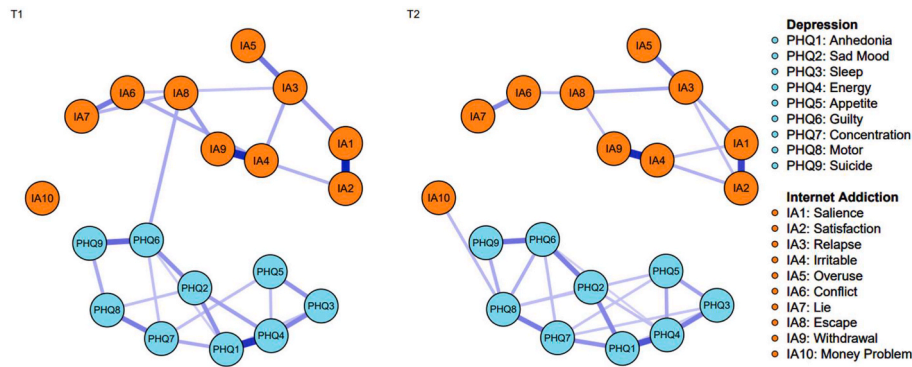 T1
T2
IA5
IA3
IA6
IA8
IA7
IA9
IA4
IA1
IA2
IA10
PHQ9
PHQ6
PHQ2
PHQ5
PHQ8
PHQ3
PHQ7
PHQ1
PHQ4
IA5
IA3
IA6
IA8
IA7
IA9
IA4
IA1
IA2
IA10
PHQ9
PHQ6
PHQ2
PHQ5
PHQ8
PHQ3
PHQ7
PHQ1
PHQ4
Depression
PHQ1: Anhedonia
PHQ2: Sad Mood
PHQ3: Sleep
PHQ4: Energy
PHQ5: Appetite
PHQ6: Guilty
PHQ7: Concentration
PHQ8: Motor
PHQ9: Suicide
Internet Addiction
IA1: Salience
IA2: Satisfaction
IA3: Relapse
IA4: Irritable
IA5: Overuse
IA6: Conflict
IA7: Lie
IA8: Escape
IA9: Withdrawal
IA10: Money Problem